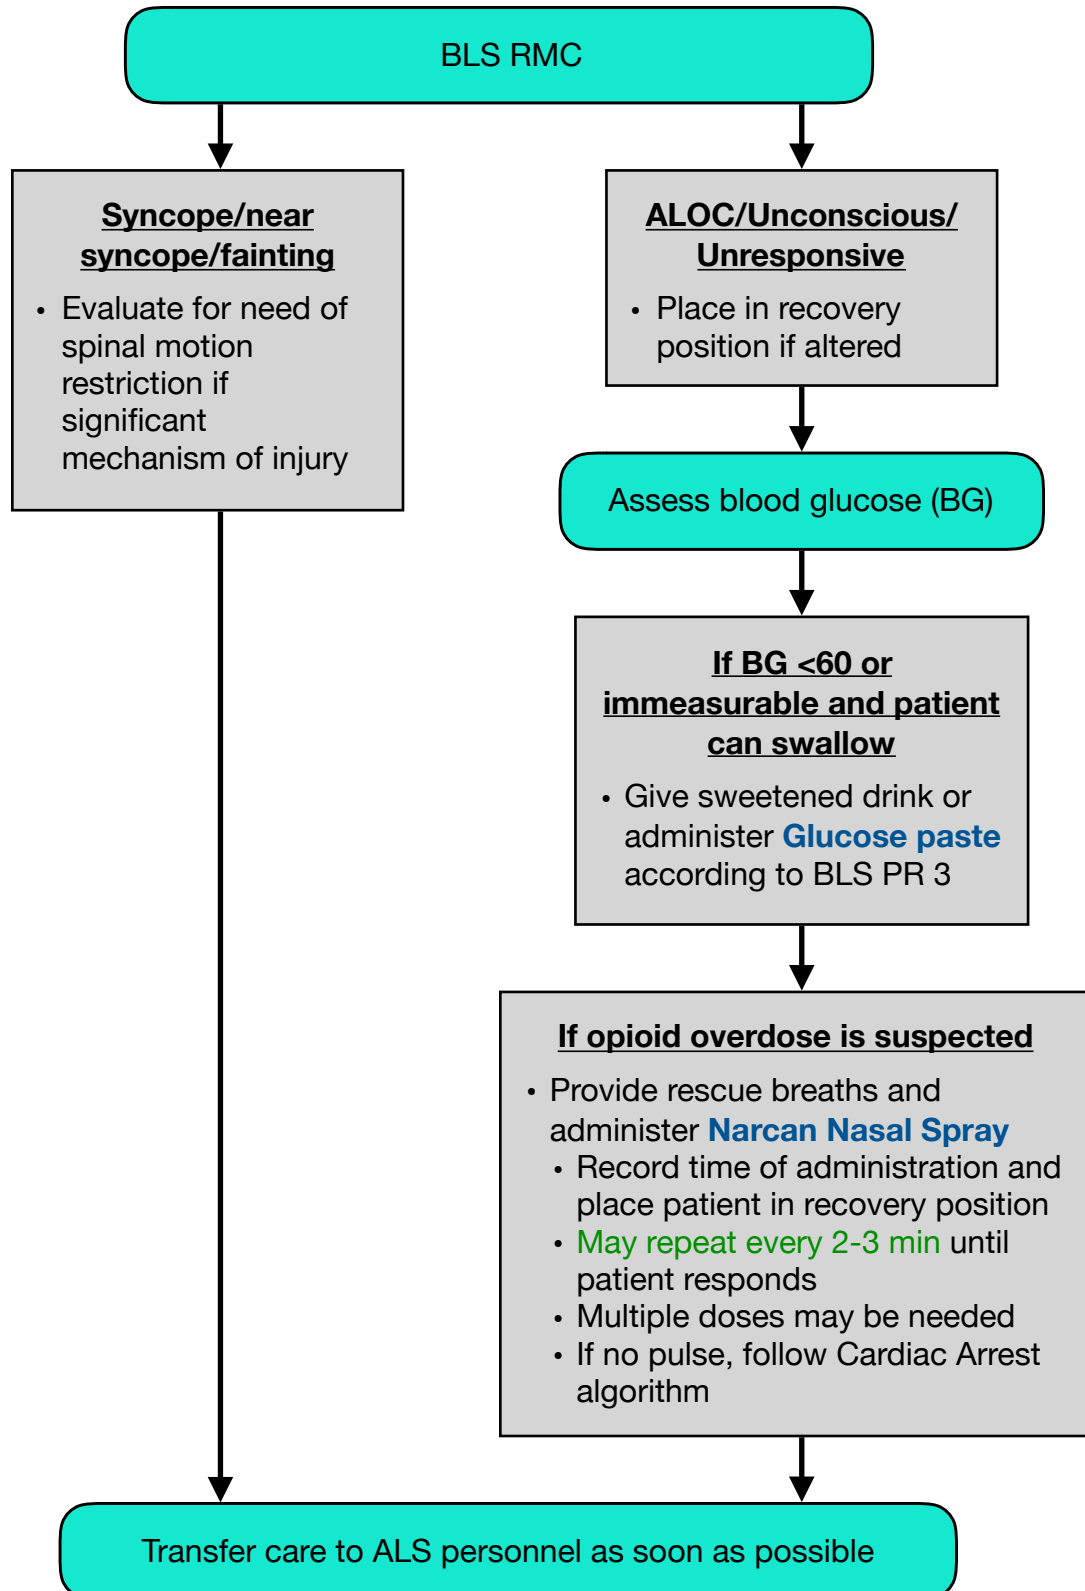 BLS RMC
Syncope/near
syncope/fainting
• Evaluate for need of
spinal motion
restriction if
significant
mechanism of injury
ALOC/Unconscious/
Unresponsive
• Place in recovery
position if altered
Assess blood glucose (BG)
If BG <60 or
immeasurable and patient
can swallow
• Give sweetened drink or
administer Glucose paste
according to BLS PR 3
If opioid overdose is suspected
• Provide rescue breaths and
administer Narcan Nasal Spray
• Record time of administration and
place patient in recovery position
• May repeat every 2-3 min until
patient responds
• Multiple doses may be needed
• If no pulse, follow Cardiac Arrest
algorithm
Transfer care to ALS personnel as soon as possible